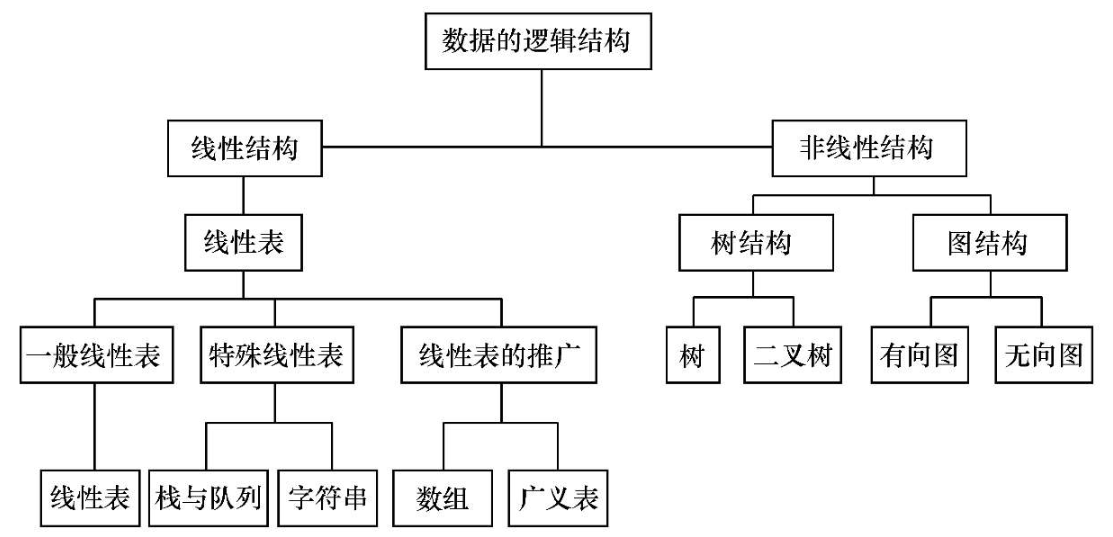 数据的逻辑结构
线性结构
非线性结构
线性表
树结构
图结构
一般线性表
特殊线性表
线性表的推广
树
二叉树
有向图
无向图
线性表
栈与队列
字符串
数组
广义表